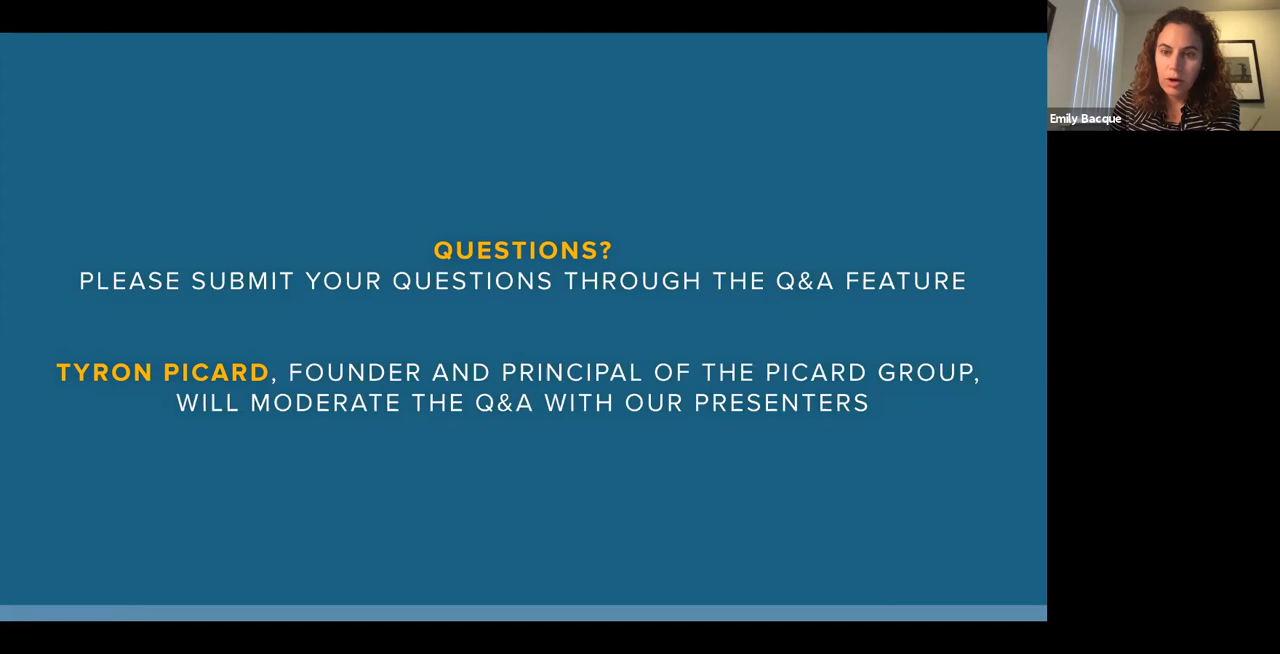 QUESTIONS?
PLEASE SUBMIT YOUR QUESTIONS THROUGH THE Q&A FEATURE
TYRON PICARD, FOUNDER AND PRINCIPAL OF THE PICARD GROUP,
WILL MODERATE THE Q&A WITH OUR PRESENTERS
Emily Bacque